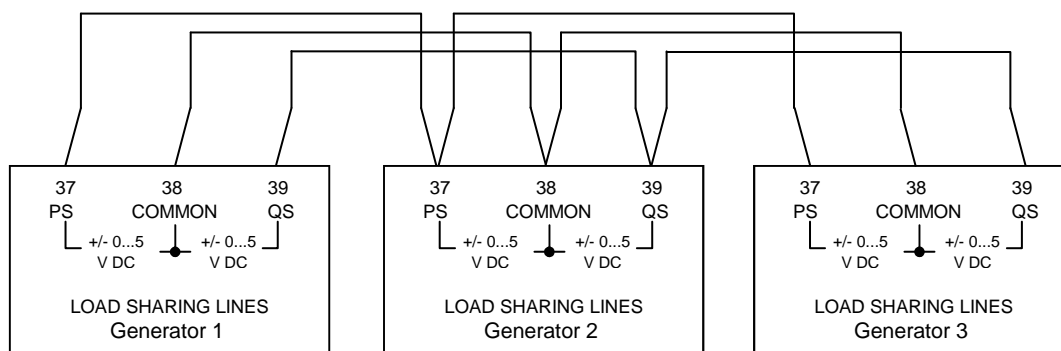 37 38 39
PS COMMON QS
+/- 0...5 V DC +/- 0...5 V DC
LOAD SHARING LINES
Generator 1
37 38 39
PS COMMON QS
+/- 0...5 V DC +/- 0...5 V DC
LOAD SHARING LINES
Generator 2
37 38 39
PS COMMON QS
+/- 0...5 V DC +/- 0...5 V DC
LOAD SHARING LINES
Generator 3